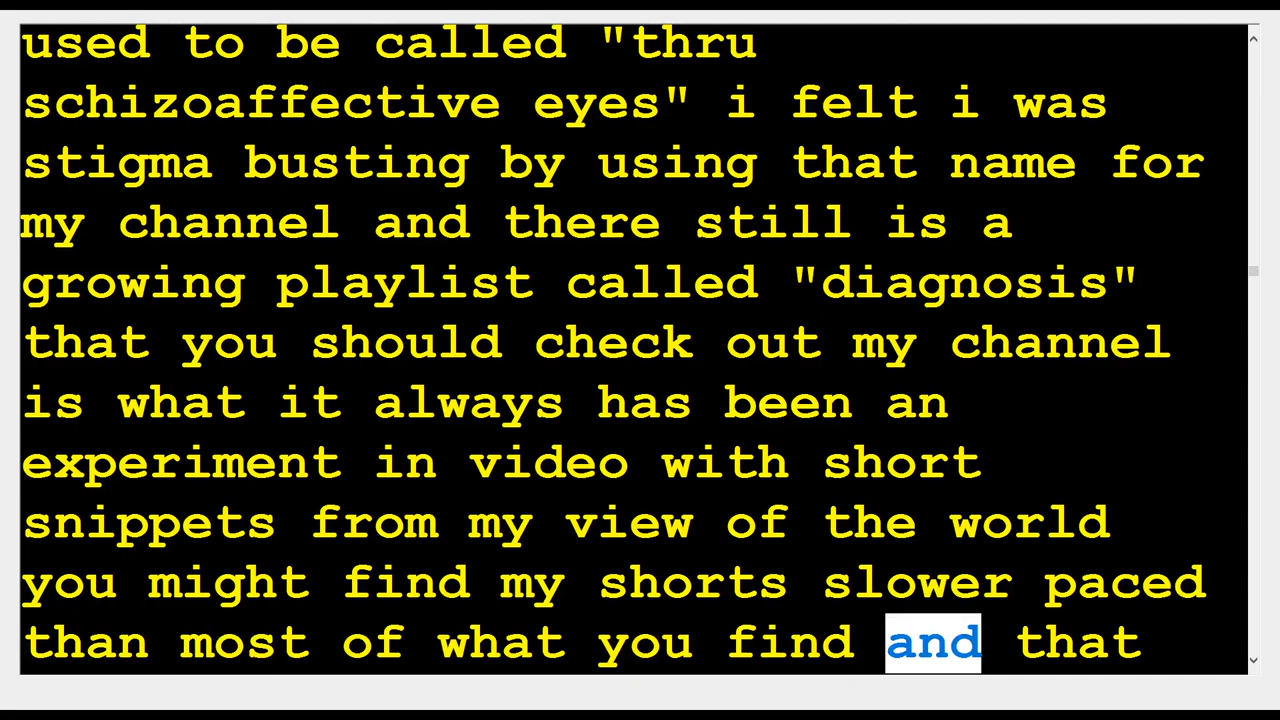 used to be called "thru
schizoaffective eyes" i felt i was
stigma busting by using that name for
my channel and there still is a
growing playlist called "diagnosis"
that you should check out my channel
is what it always has been an
experiment in video with short
snippets from my view of the world
you might find my shorts slower paced
than most of what you find and that